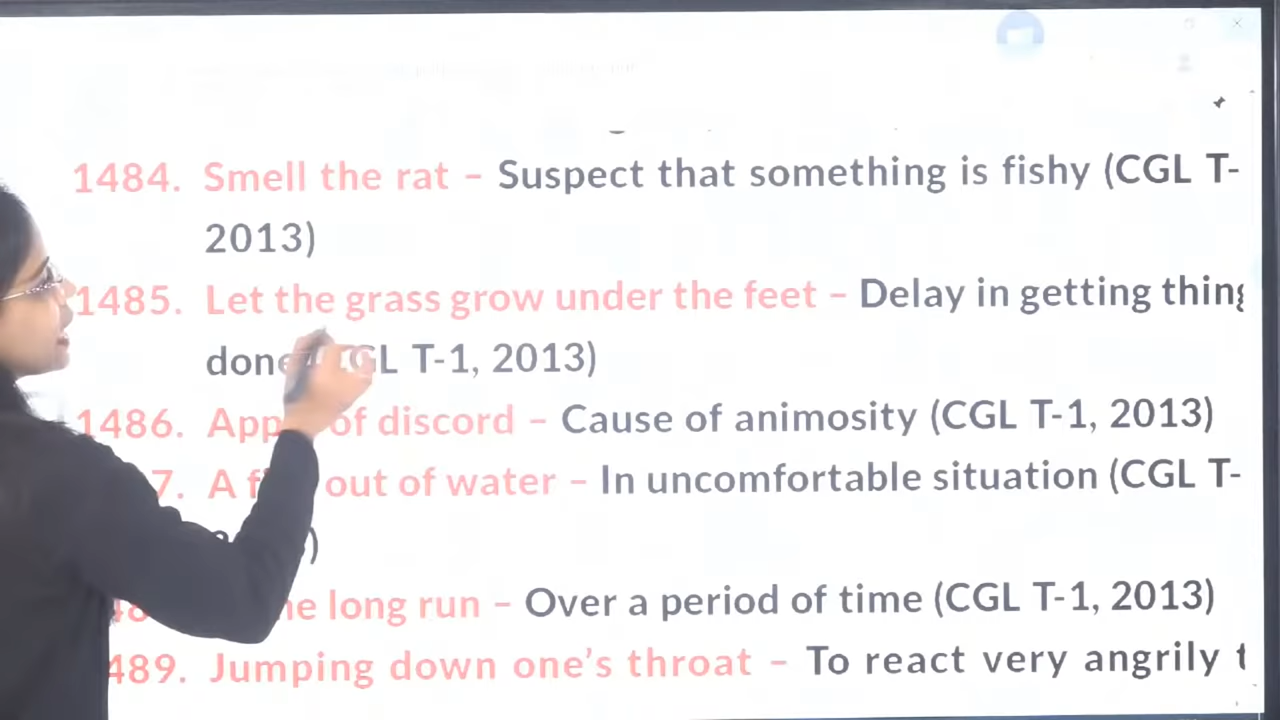 1484. Smell the rat – Suspect that something is fishy (CGL T-
2013)
1485. Let the grass grow under the feet – Delay in getting
GL T-1, 2013)
1486. of discord – Cause of animosity (CGL T-1, 2013)
7. A out of water – In uncomfortable situation (CGL T-
long run – Over a period of time (CGL T-1, 2013)
489. Jumping down one's throat – To react very angrily